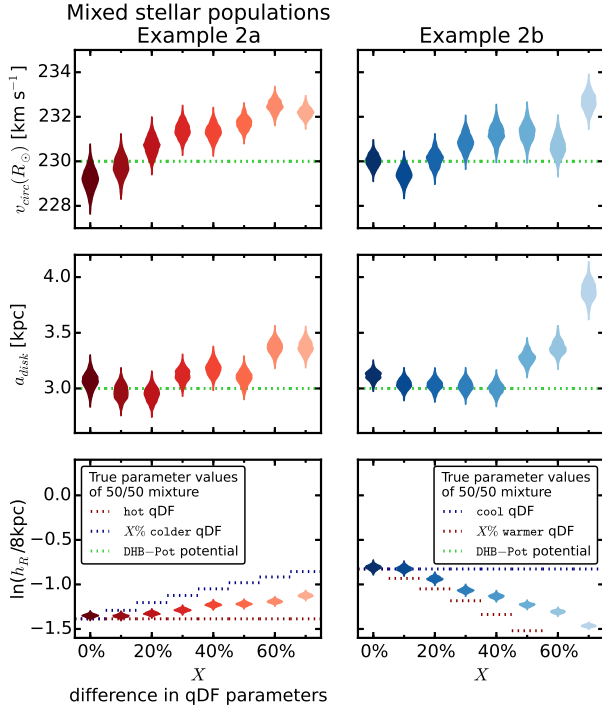 Mixed stellar populations
Example 2a
Example 2b
v_circ(R_⊙) [km s⁻¹]
234
232
230
228
a_disk [kpc]
4.0
3.5
3.0
ln(h_R/8kpc)
0.0
−0.5
−1.0
−1.5
True parameter values
of 50/50 mixture
hot qDF
X% colder qDF
DHB-Pot potential
True parameter values
of 50/50 mixture
cool qDF
X% warmer qDF
DHB-Pot potential
0% 20% 40% 60%
0% 20% 40% 60%
X
X
difference in qDF parameters